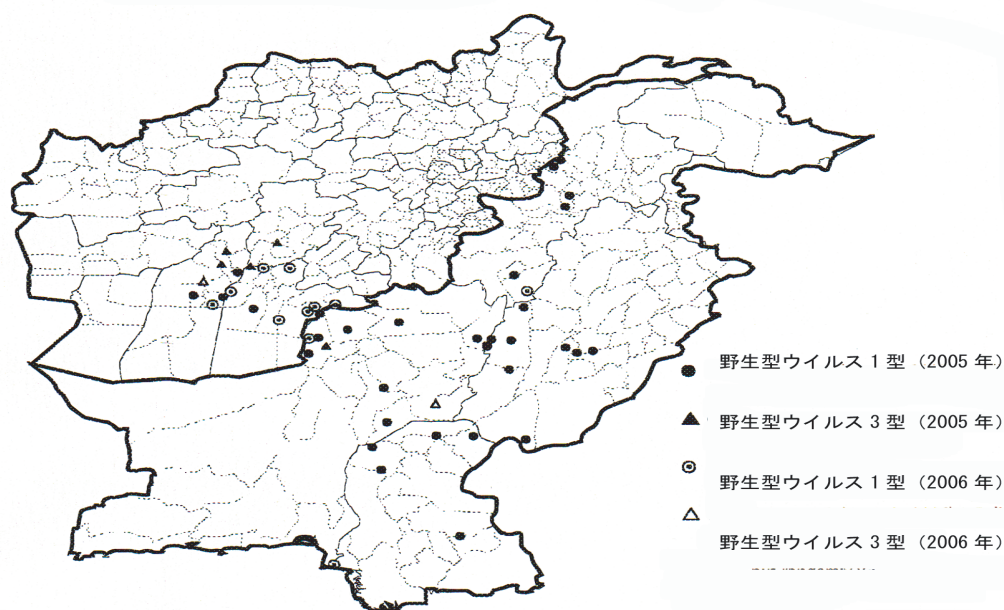 野生型ウイルス 1 型 (2005 年)
野生型ウイルス 3 型 (2005 年)
野生型ウイルス 1 型 (2006 年)
野生型ウイルス 3 型 (2006 年)